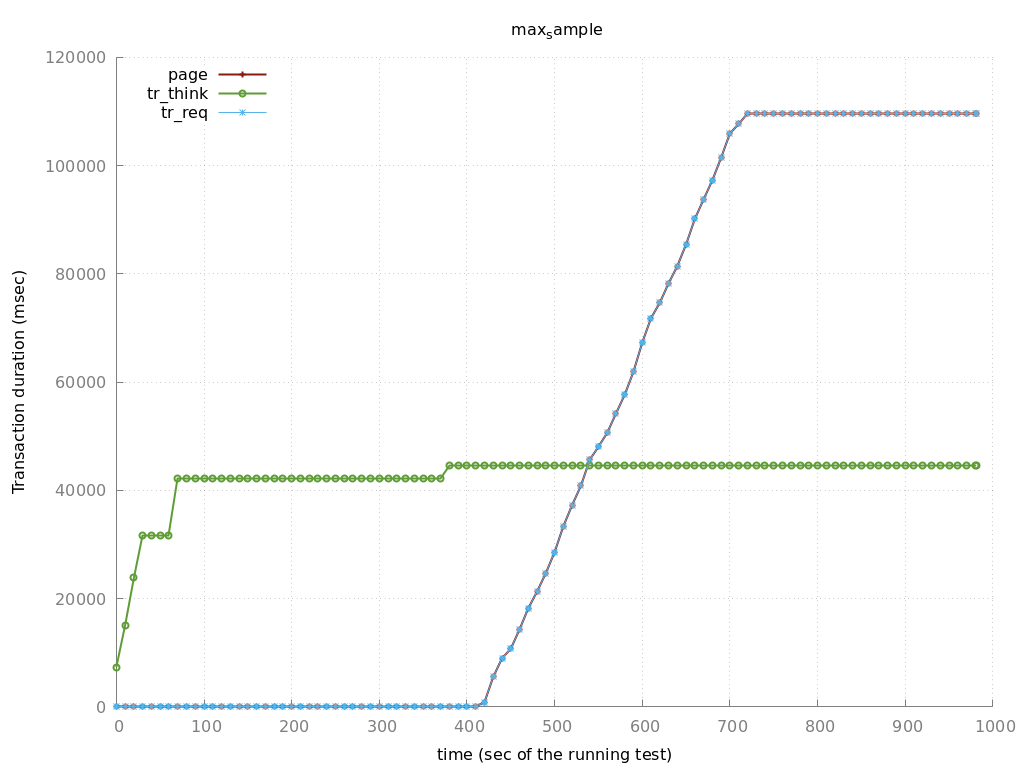 maxsample
120000
100000
80000
60000
40000
20000
0
page
tr_think
tr_req
Transaction duration (msec)
0 100 200 300 400 500 600 700 800 900 1000
time (sec of the running test)